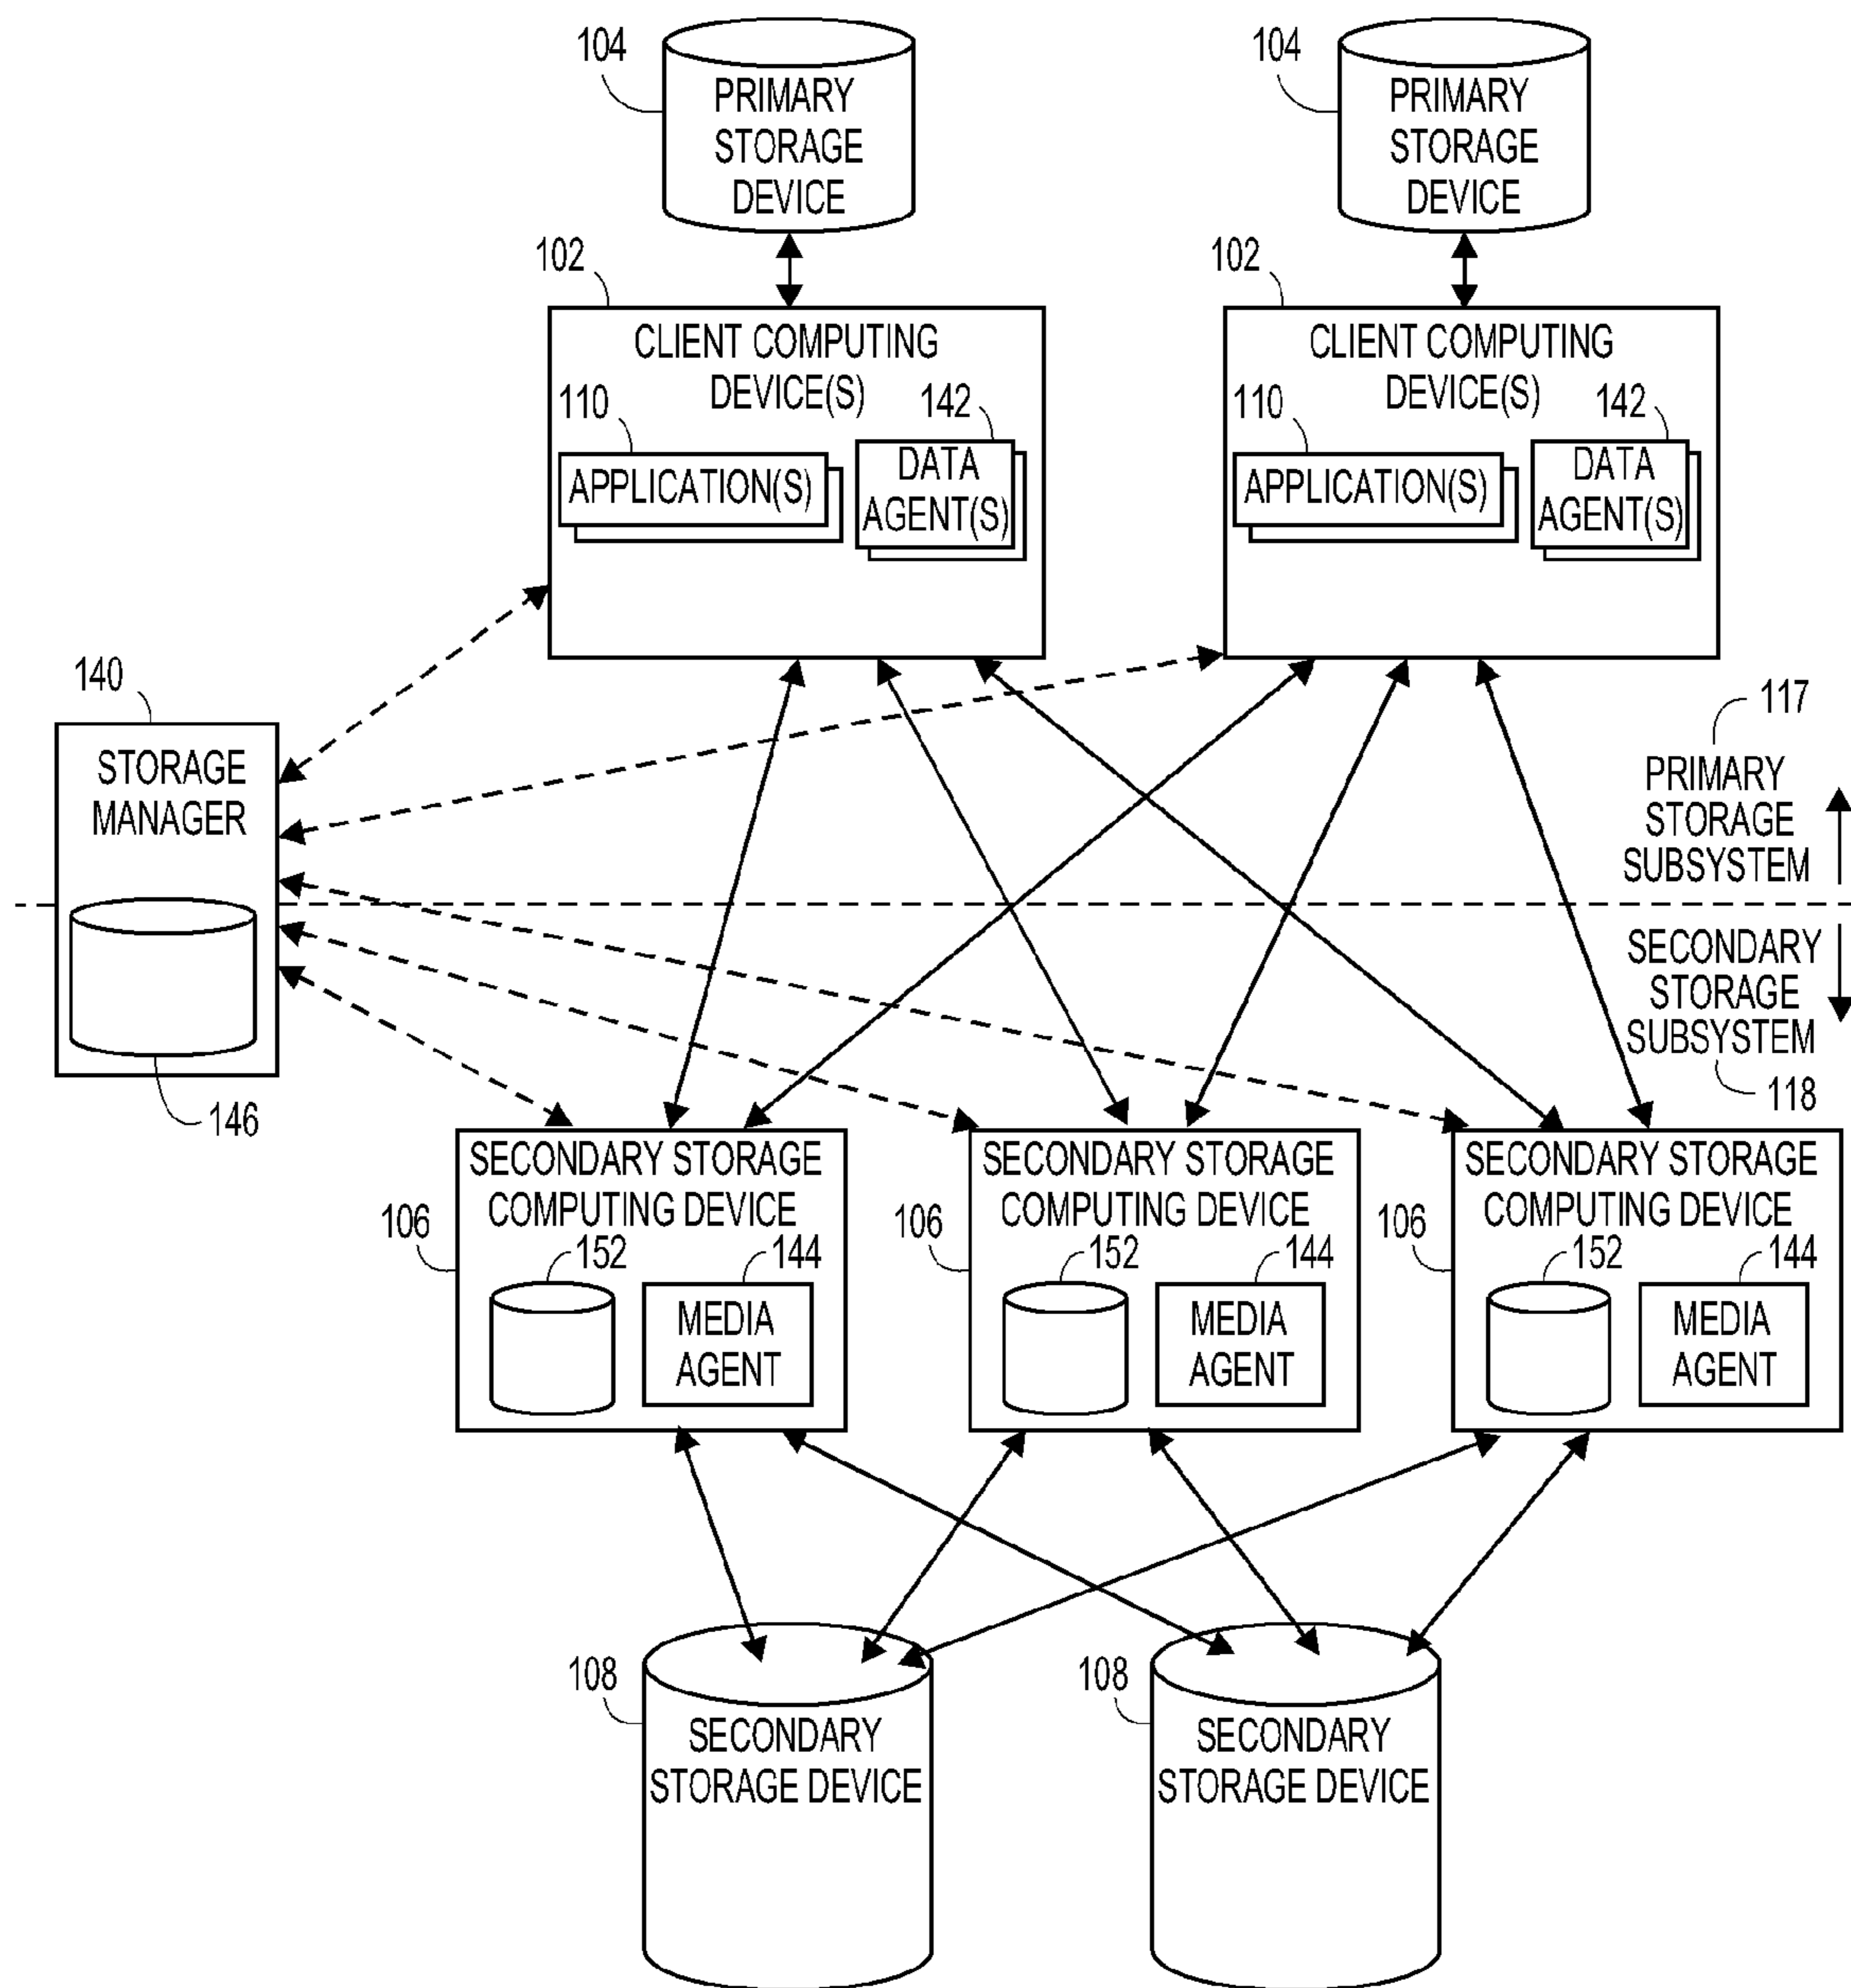 104
PRIMARY
STORAGE
DEVICE
104
PRIMARY
STORAGE
DEVICE
102
CLIENT COMPUTING
DEVICE(S)
110
APPLICATION(S)
142
DATA
AGENT(S)
102
CLIENT COMPUTING
DEVICE(S)
110
APPLICATION(S)
142
DATA
AGENT(S)
140
STORAGE
MANAGER
146
117
PRIMARY
STORAGE
SUBSYSTEM
SECONDARY
STORAGE
SUBSYSTEM
118
106
SECONDARY STORAGE
COMPUTING DEVICE
152
144
MEDIA
AGENT
106
SECONDARY STORAGE
COMPUTING DEVICE
152
144
MEDIA
AGENT
106
SECONDARY STORAGE
COMPUTING DEVICE
152
144
MEDIA
AGENT
108
SECONDARY
STORAGE DEVICE
108
SECONDARY
STORAGE DEVICE